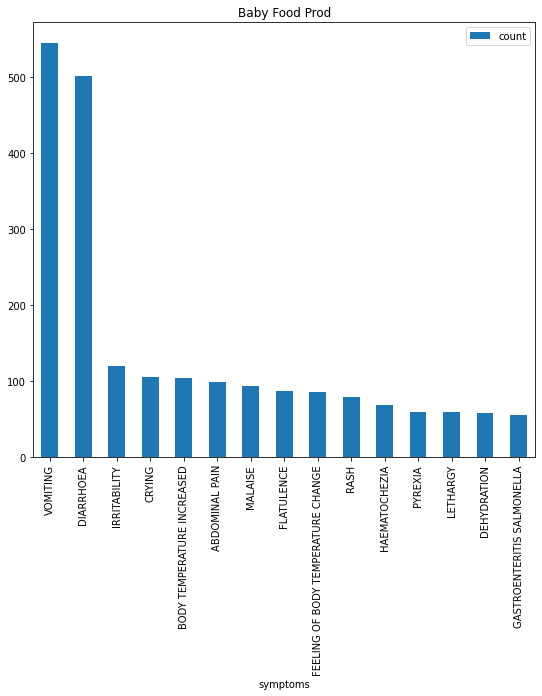 Baby Food Prod
count
500
400
300
200
100
0
VOMITING
DIARRHOEA
IRRITABILITY
CRYING
BODY TEMPERATURE INCREASED
ABDOMINAL PAIN
MALAISE
FLATULENCE
FEELING OF BODY TEMPERATURE CHANGE
RASH
HAEMATOCHEZIA
PYREXIA
LETHARGY
DEHYDRATION
GASTROENTERITIS SALMONELLA
symptoms